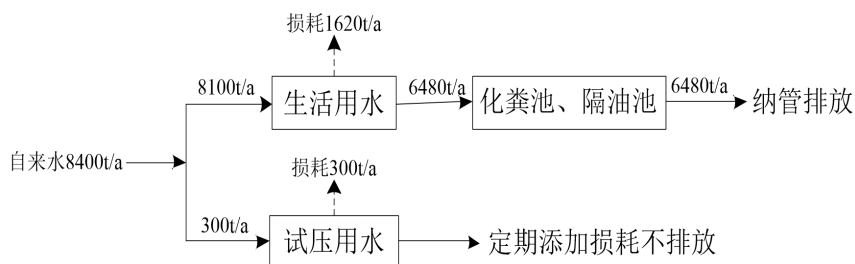 损耗1620t/a
8100t/a
生活用水
6480t/a
化粪池、隔油池
6480t/a
纳管排放
自来水8400t/a
损耗300t/a
300t/a
试压用水
定期添加损耗不排放